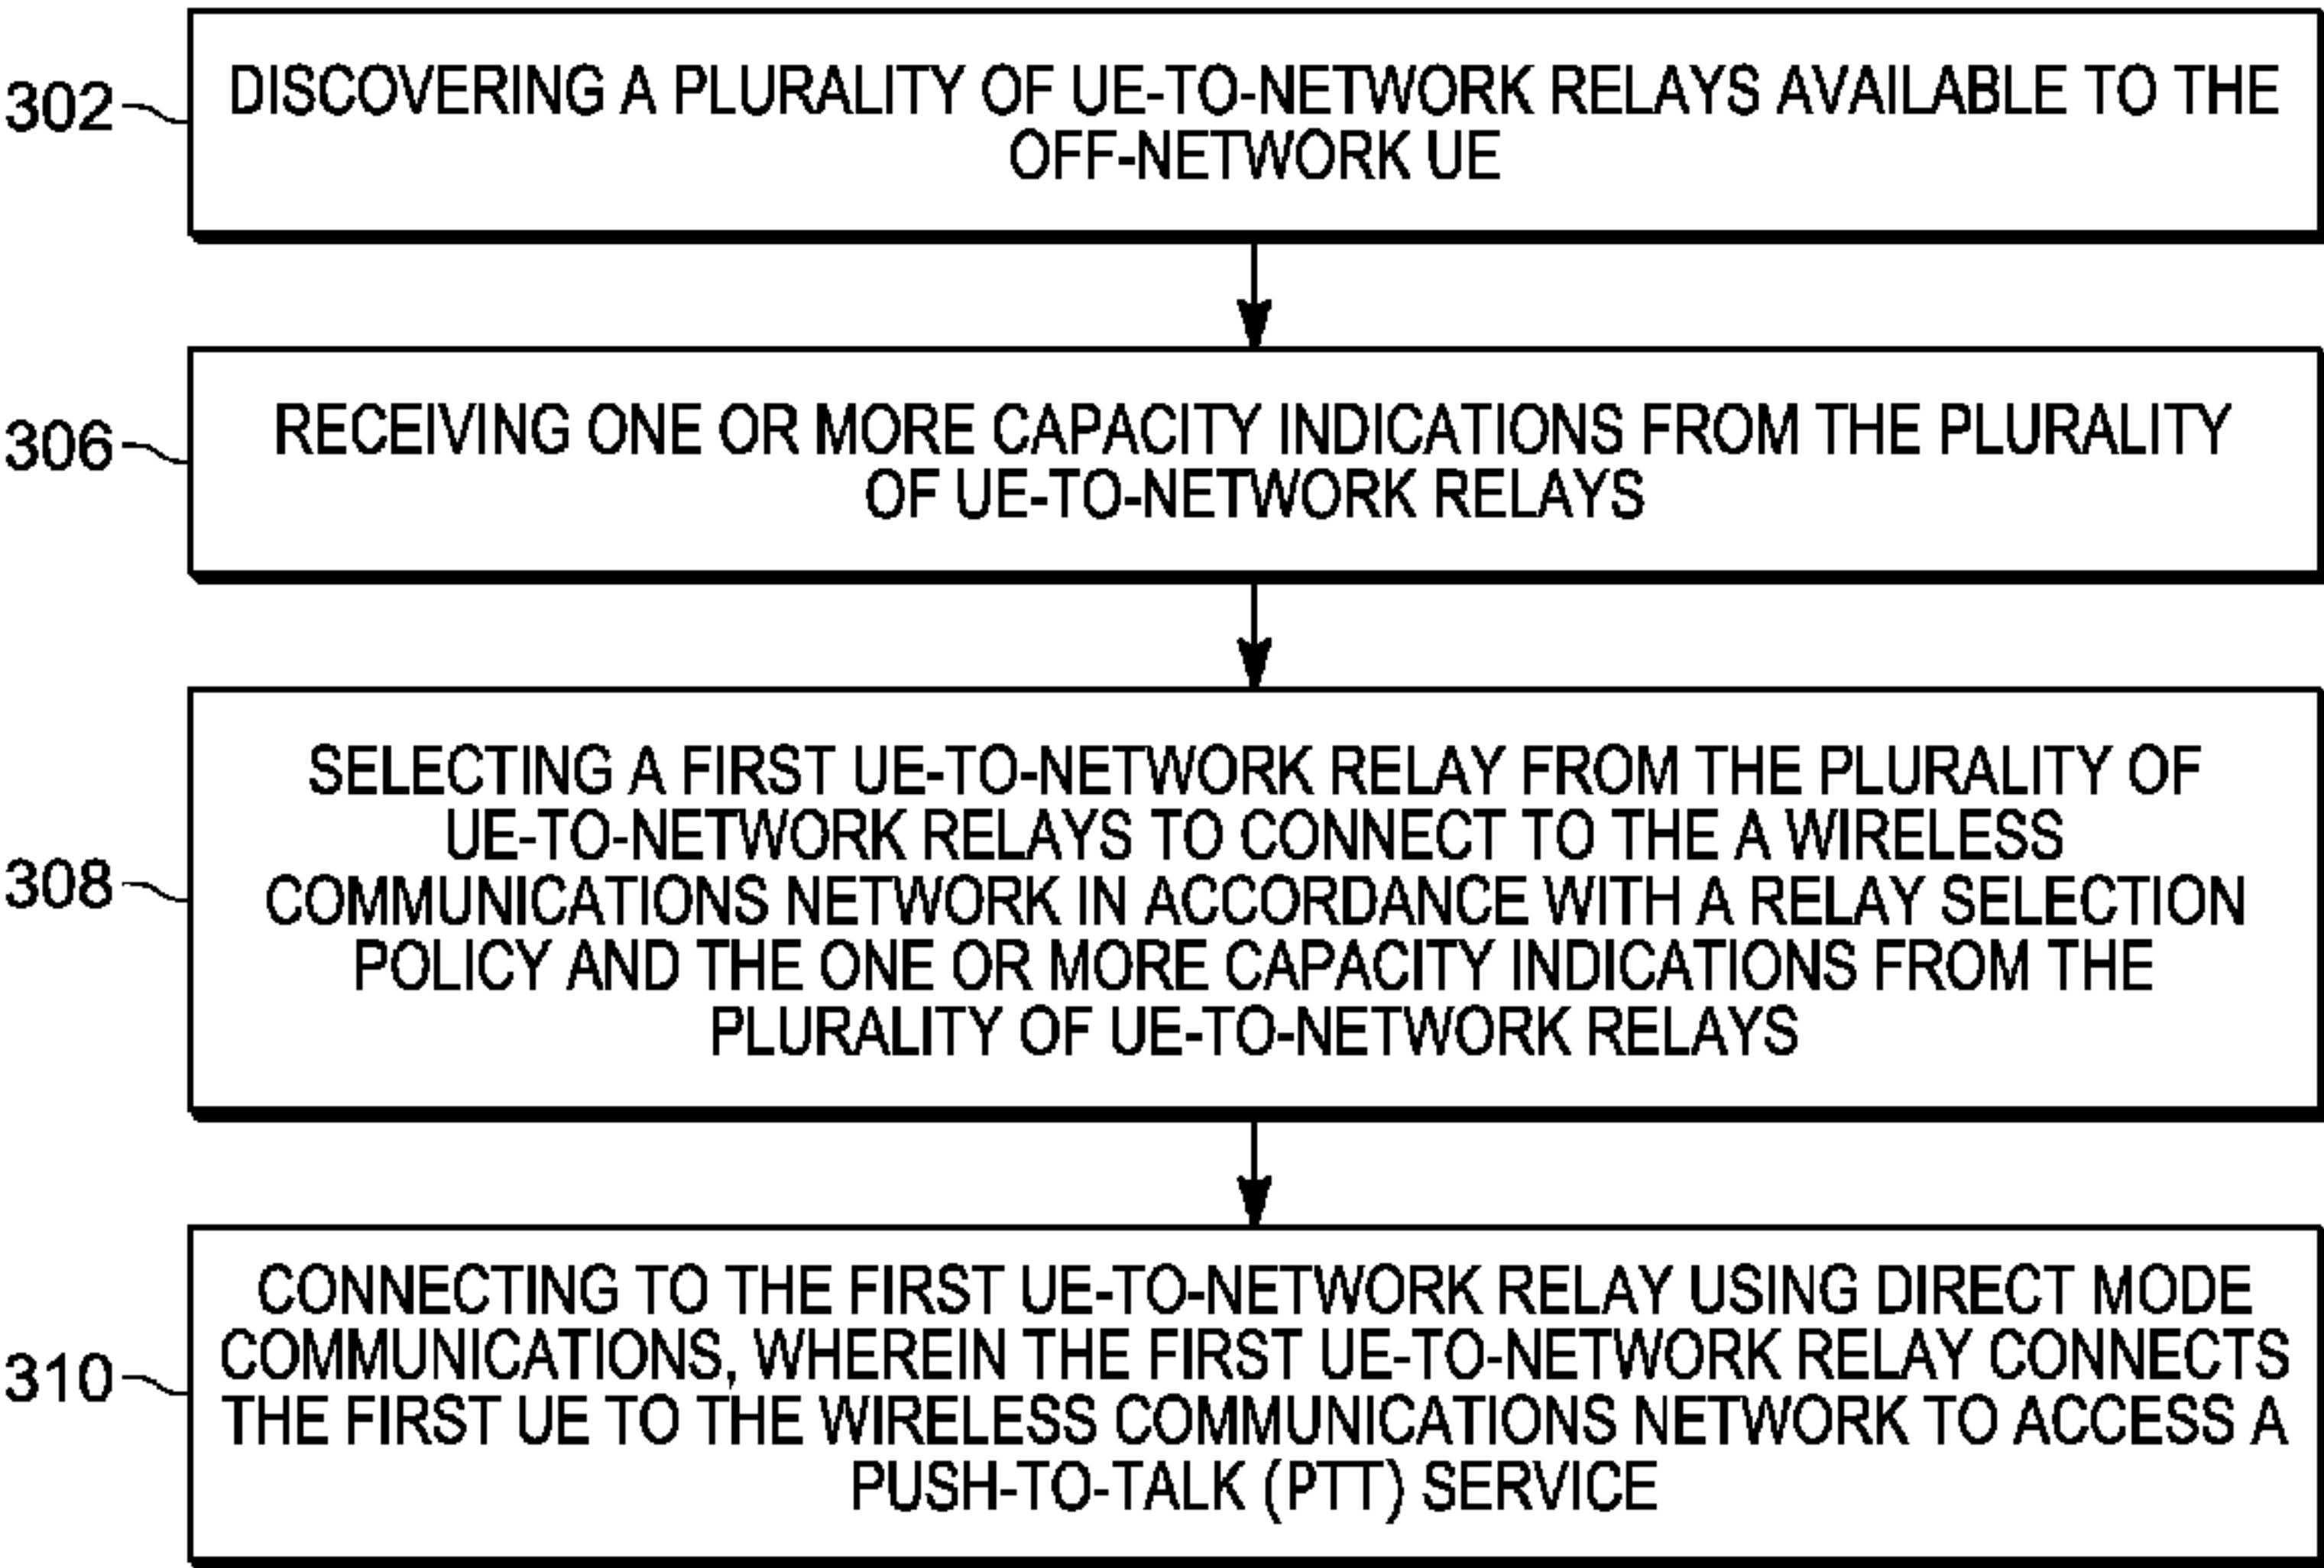 302
DISCOVERING A PLURALITY OF UE-TO-NETWORK RELAYS AVAILABLE TO THE
OFF-NETWORK UE
306
RECEIVING ONE OR MORE CAPACITY INDICATIONS FROM THE PLURALITY
OF UE-TO-NETWORK RELAYS
308
SELECTING A FIRST UE-TO-NETWORK RELAY FROM THE PLURALITY OF
UE-TO-NETWORK RELAYS TO CONNECT TO THE A WIRELESS
COMMUNICATIONS NETWORK IN ACCORDANCE WITH A RELAY SELECTION
POLICY AND THE ONE OR MORE CAPACITY INDICATIONS FROM THE
PLURALITY OF UE-TO-NETWORK RELAYS
310
CONNECTING TO THE FIRST UE-TO-NETWORK RELAY USING DIRECT MODE
COMMUNICATIONS, WHEREIN THE FIRST UE-TO-NETWORK RELAY CONNECTS
THE FIRST UE TO THE WIRELESS COMMUNICATIONS NETWORK TO ACCESS A
PUSH-TO-TALK (PTT) SERVICE